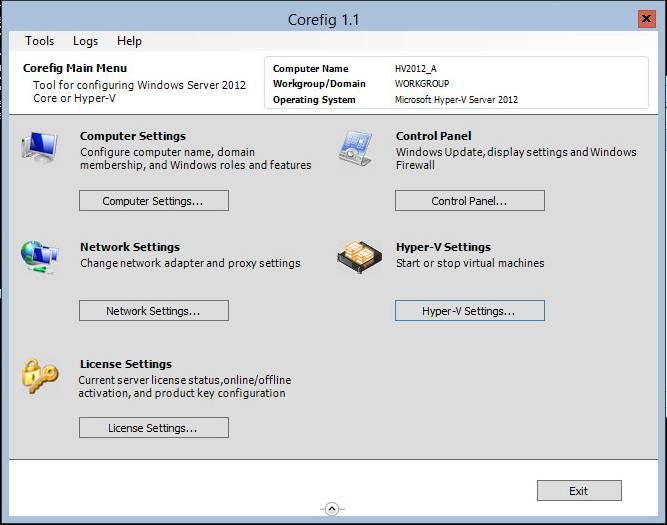 Corefig 1.1
Tools Logs Help
Corefig Main Menu
Tool for configuring Windows Server 2012
Core or Hyper-V
Computer Name HV2012_A
Workgroup/Domain WORKGROUP
Operating System Microsoft Hyper-V Server 2012
Computer Settings
Configure computer name, domain
membership, and Windows roles and features
Computer Settings...
Control Panel
Windows Update, display settings and Windows
Firewall
Control Panel...
Network Settings
Change network adapter and proxy settings
Network Settings...
Hyper-V Settings
Start or stop virtual machines
Hyper-V Settings...
License Settings
Current server license status,online/offline
activation, and product key configuration
License Settings...
Exit